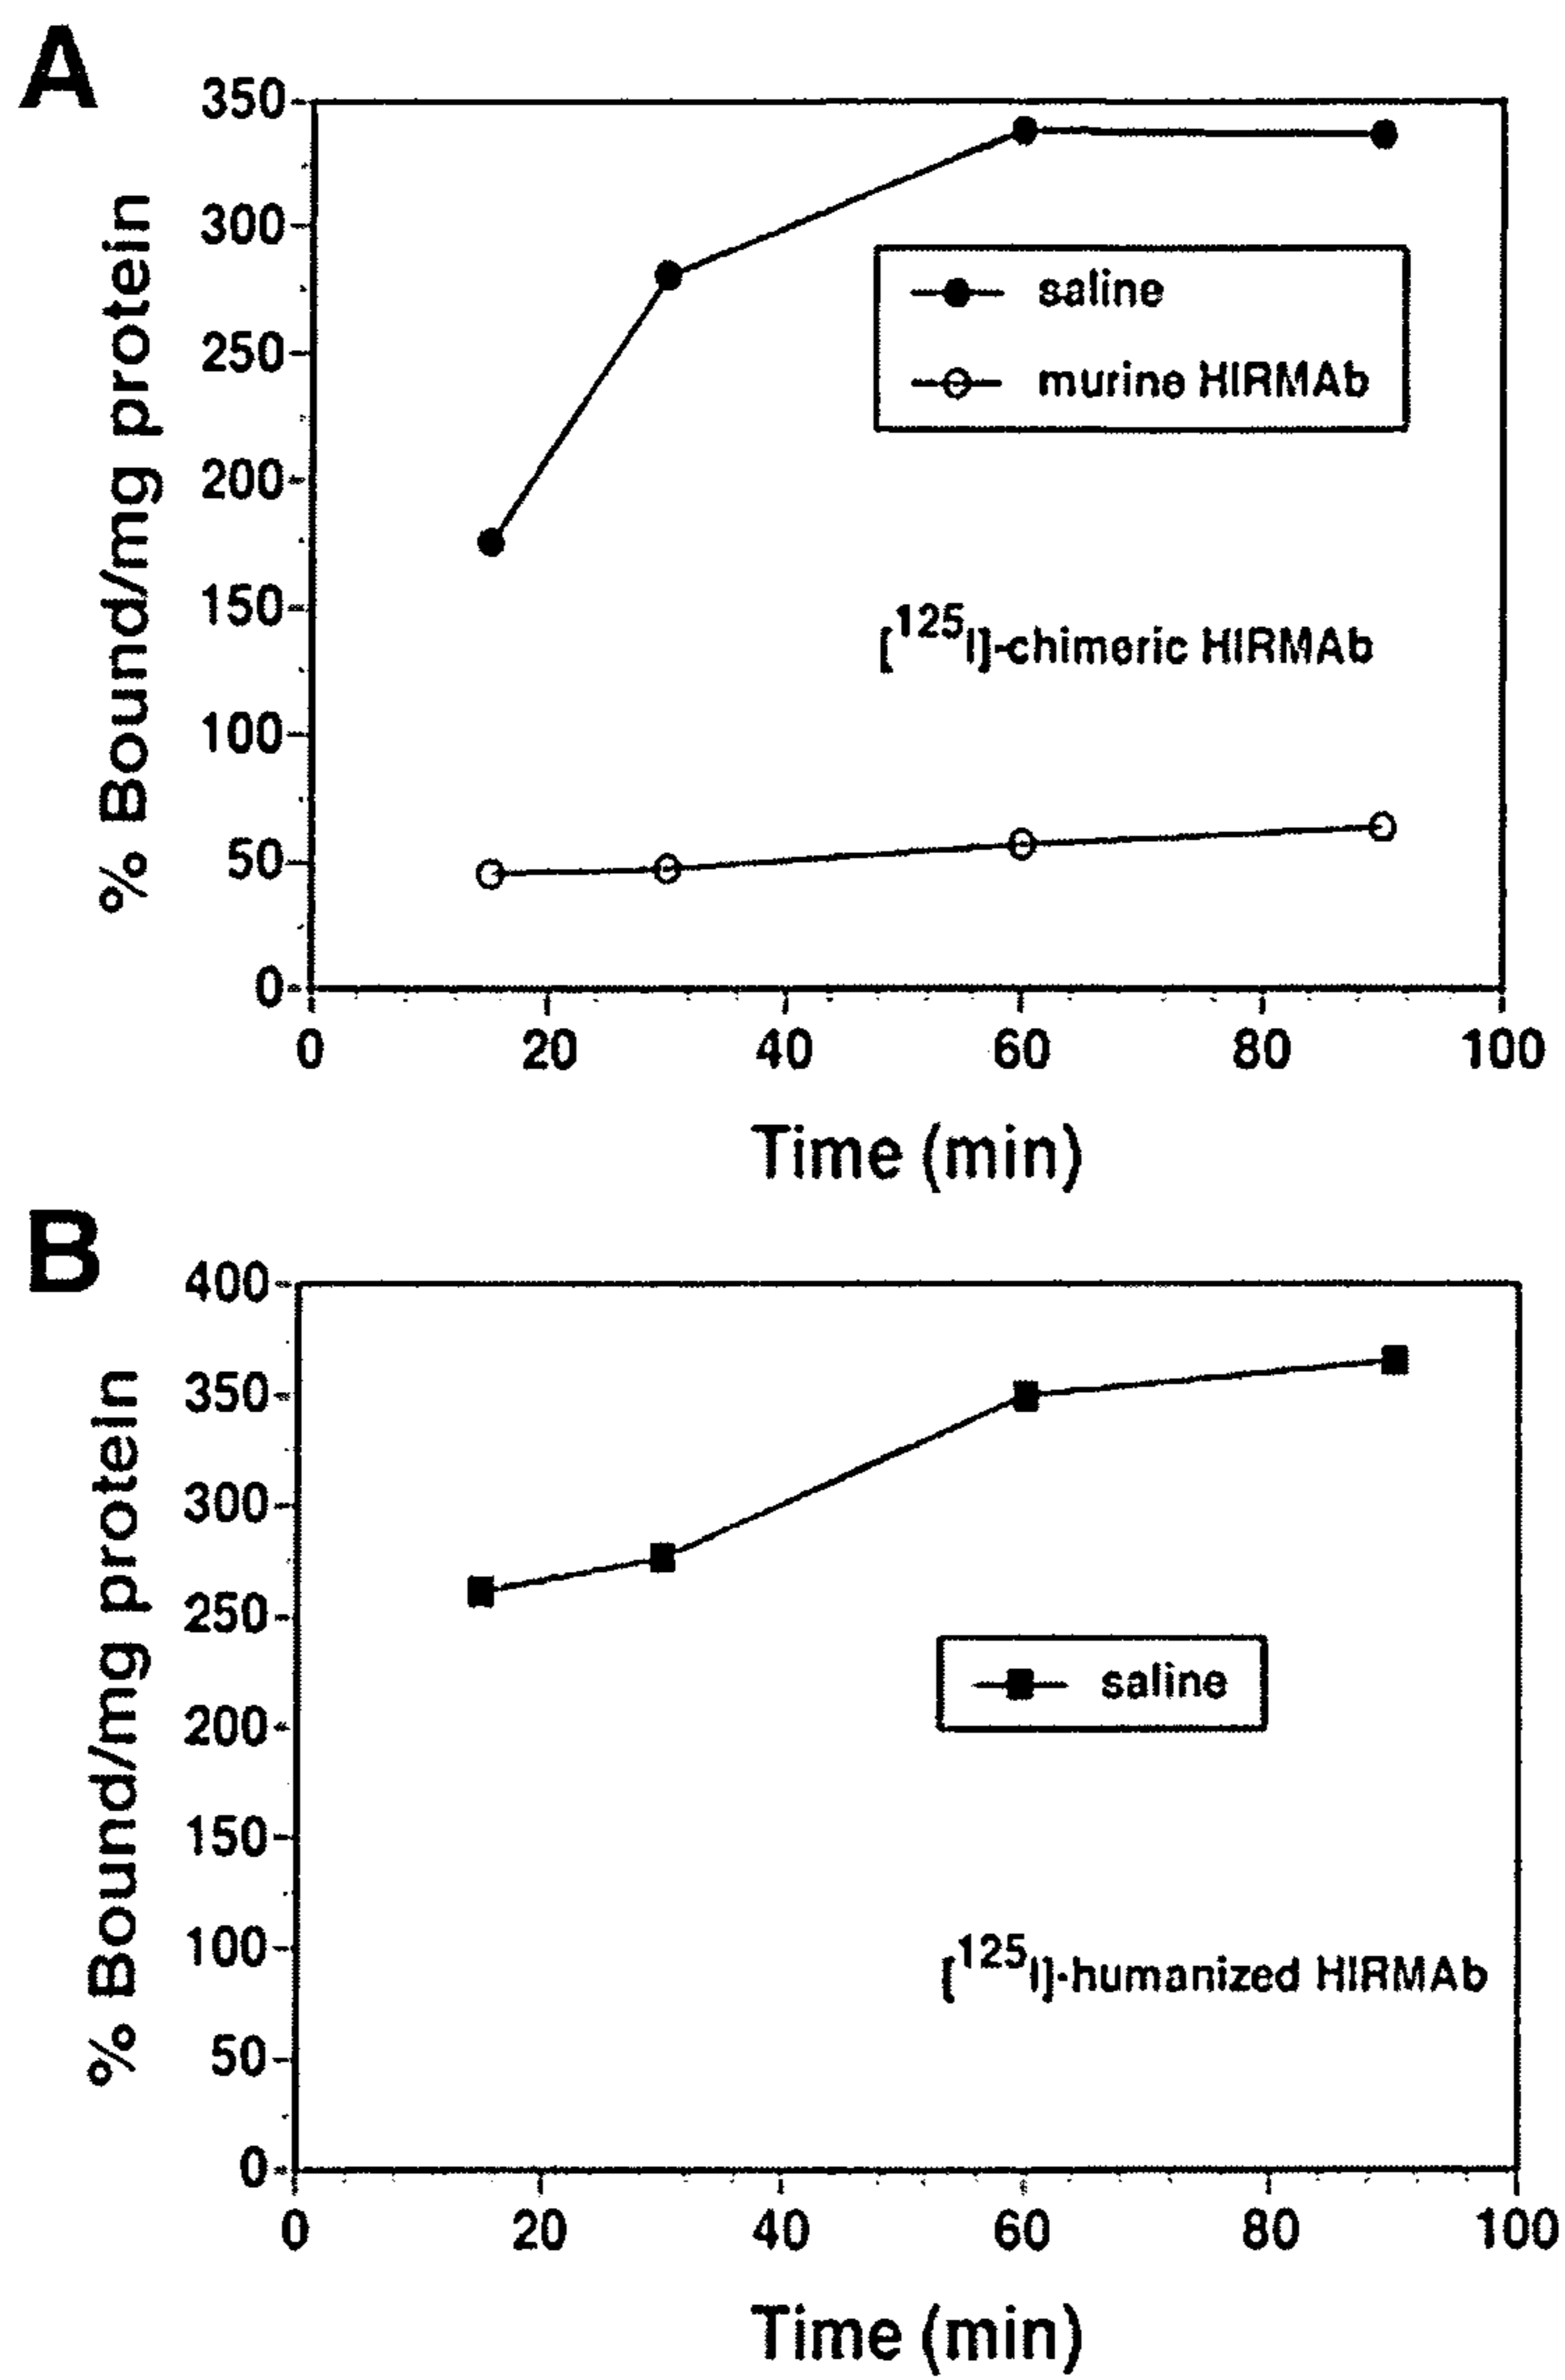 A
350
300
250
200
150
100
50
0
% Bound/mg protein
saline
murine HIRMAb
[125I]-chimeric HIRMAb
0 20 40 60 80 100
Time (min)
B
400
350
300
250
200
150
100
50
0
% Bound/mg protein
saline
[125I]-humanized HIRMAb
0 20 40 60 80 100
Time (min)